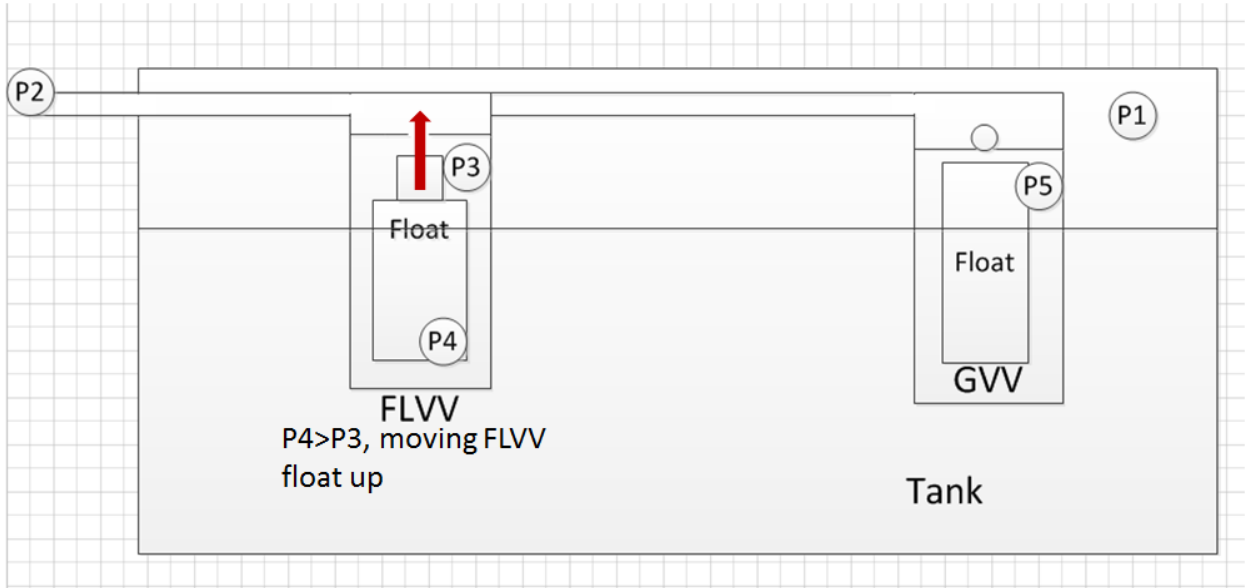 P2
P1
P3
P5
Float
Float
P4
GVV
FLVV
P4>P3, moving FLVV
float up
Tank